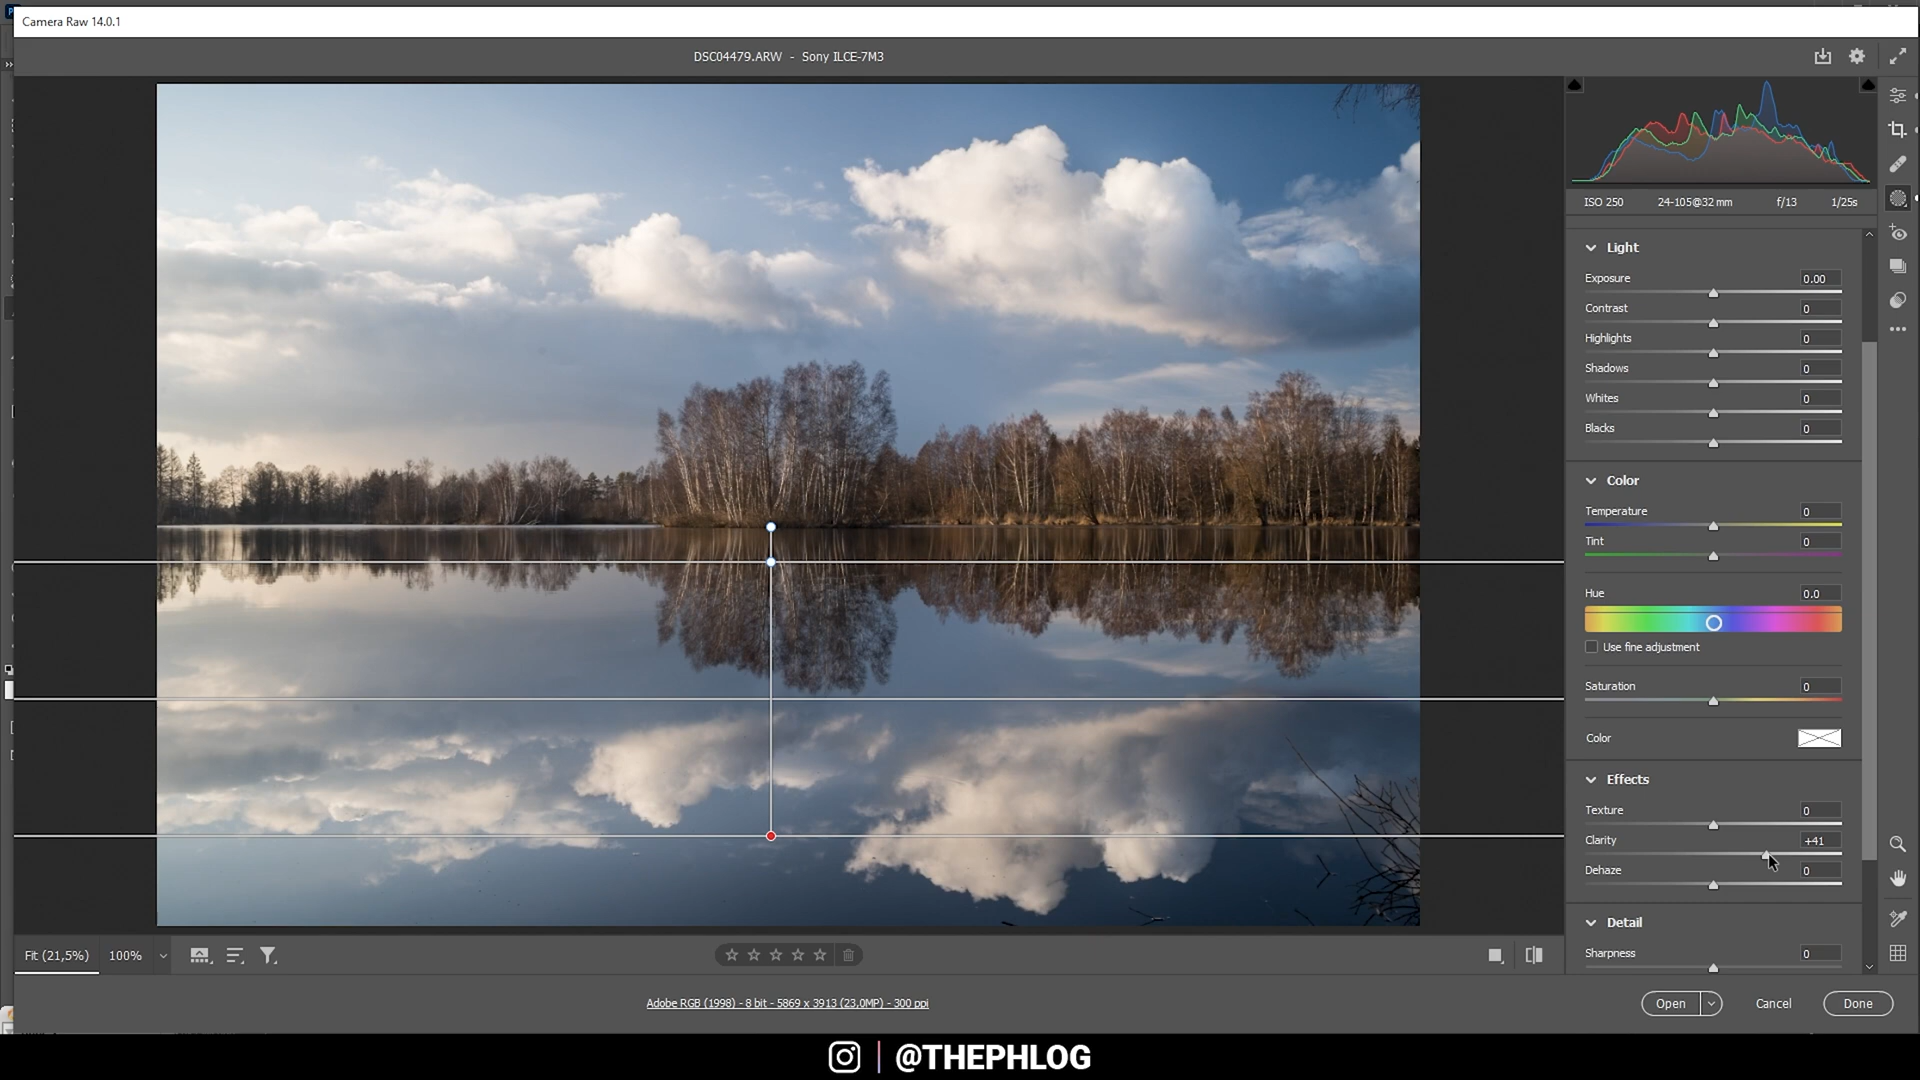 Camera Raw 14.0.1
DSC04479.ARW - Sony ILCE-7M3
ISO 250 24-105@32 mm f/13 1/25s
Light
Exposure 0.00
Contrast 0
Highlights 0
Shadows 0
Whites 0
Blacks 0
Color
Temperature 0
Tint 0
Hue 0.0
Use fine adjustment
Saturation 0
Color
Effects
Texture 0
Clarity +41
Dehaze 0
Detail
Sharpness 0
Fit (21,5%) 100%
Adobe RGB (1998) - 8 bit - 5869 x 3913 (23,0MP) - 300 ppi
Open Cancel Done
@THEPHLOG